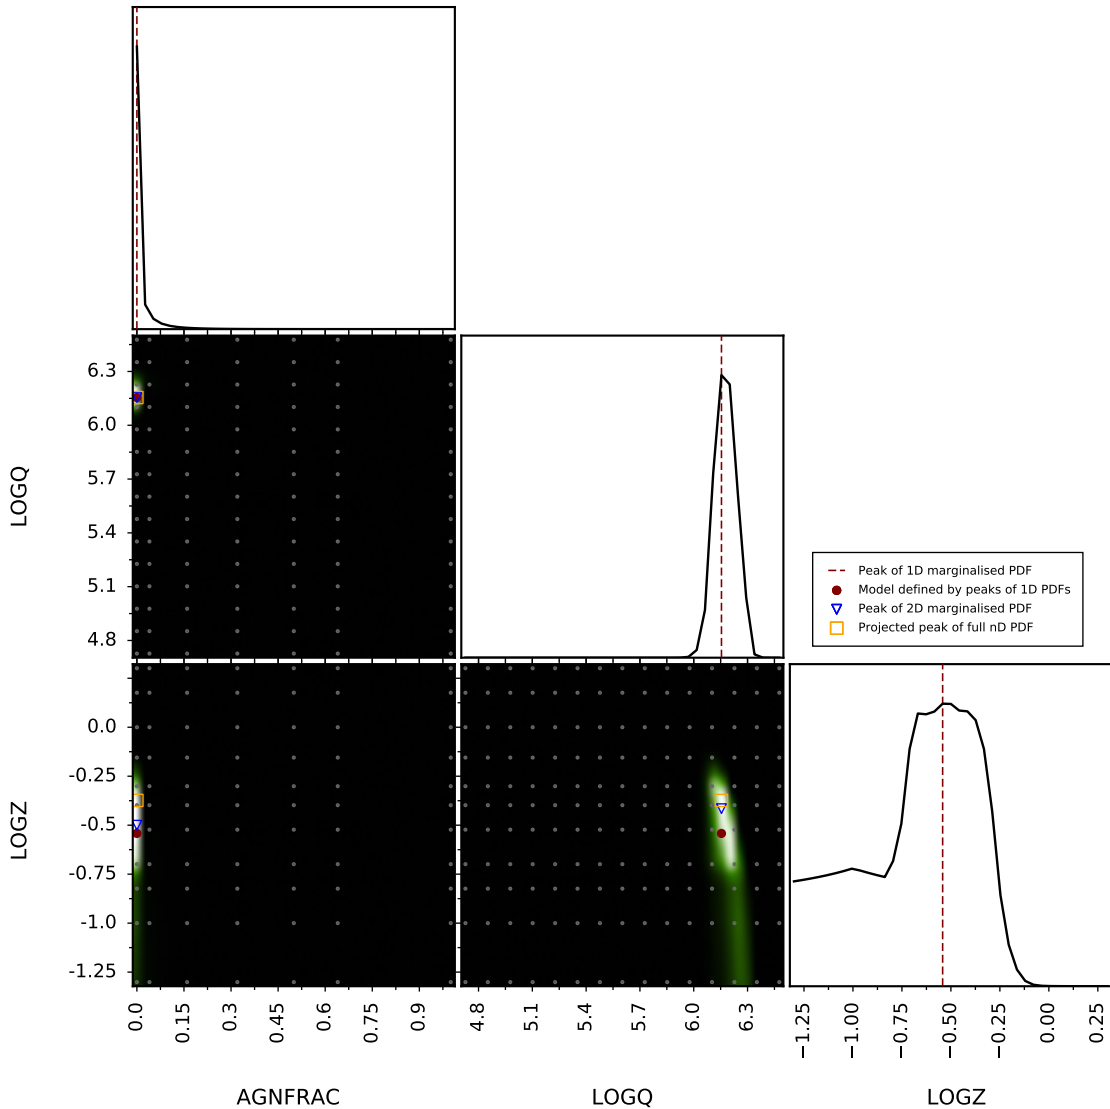 6.3
6.0
5.7
5.4
5.1
4.8
LOGQ
Peak of 1D marginalised PDF
Model defined by peaks of 1D PDFs
Peak of 2D marginalised PDF
Projected peak of full nD PDF
0.0
-0.25
-0.5
-0.75
-1.0
-1.25
LOGZ
0.0 0.15 0.3 0.45 0.6 0.75 0.9
4.8 5.1 5.4 5.7 6.0 6.3
−1.25 −1.00 −0.75 −0.50 −0.25 0.00 0.25
AGNFRAC LOGQ LOGZ